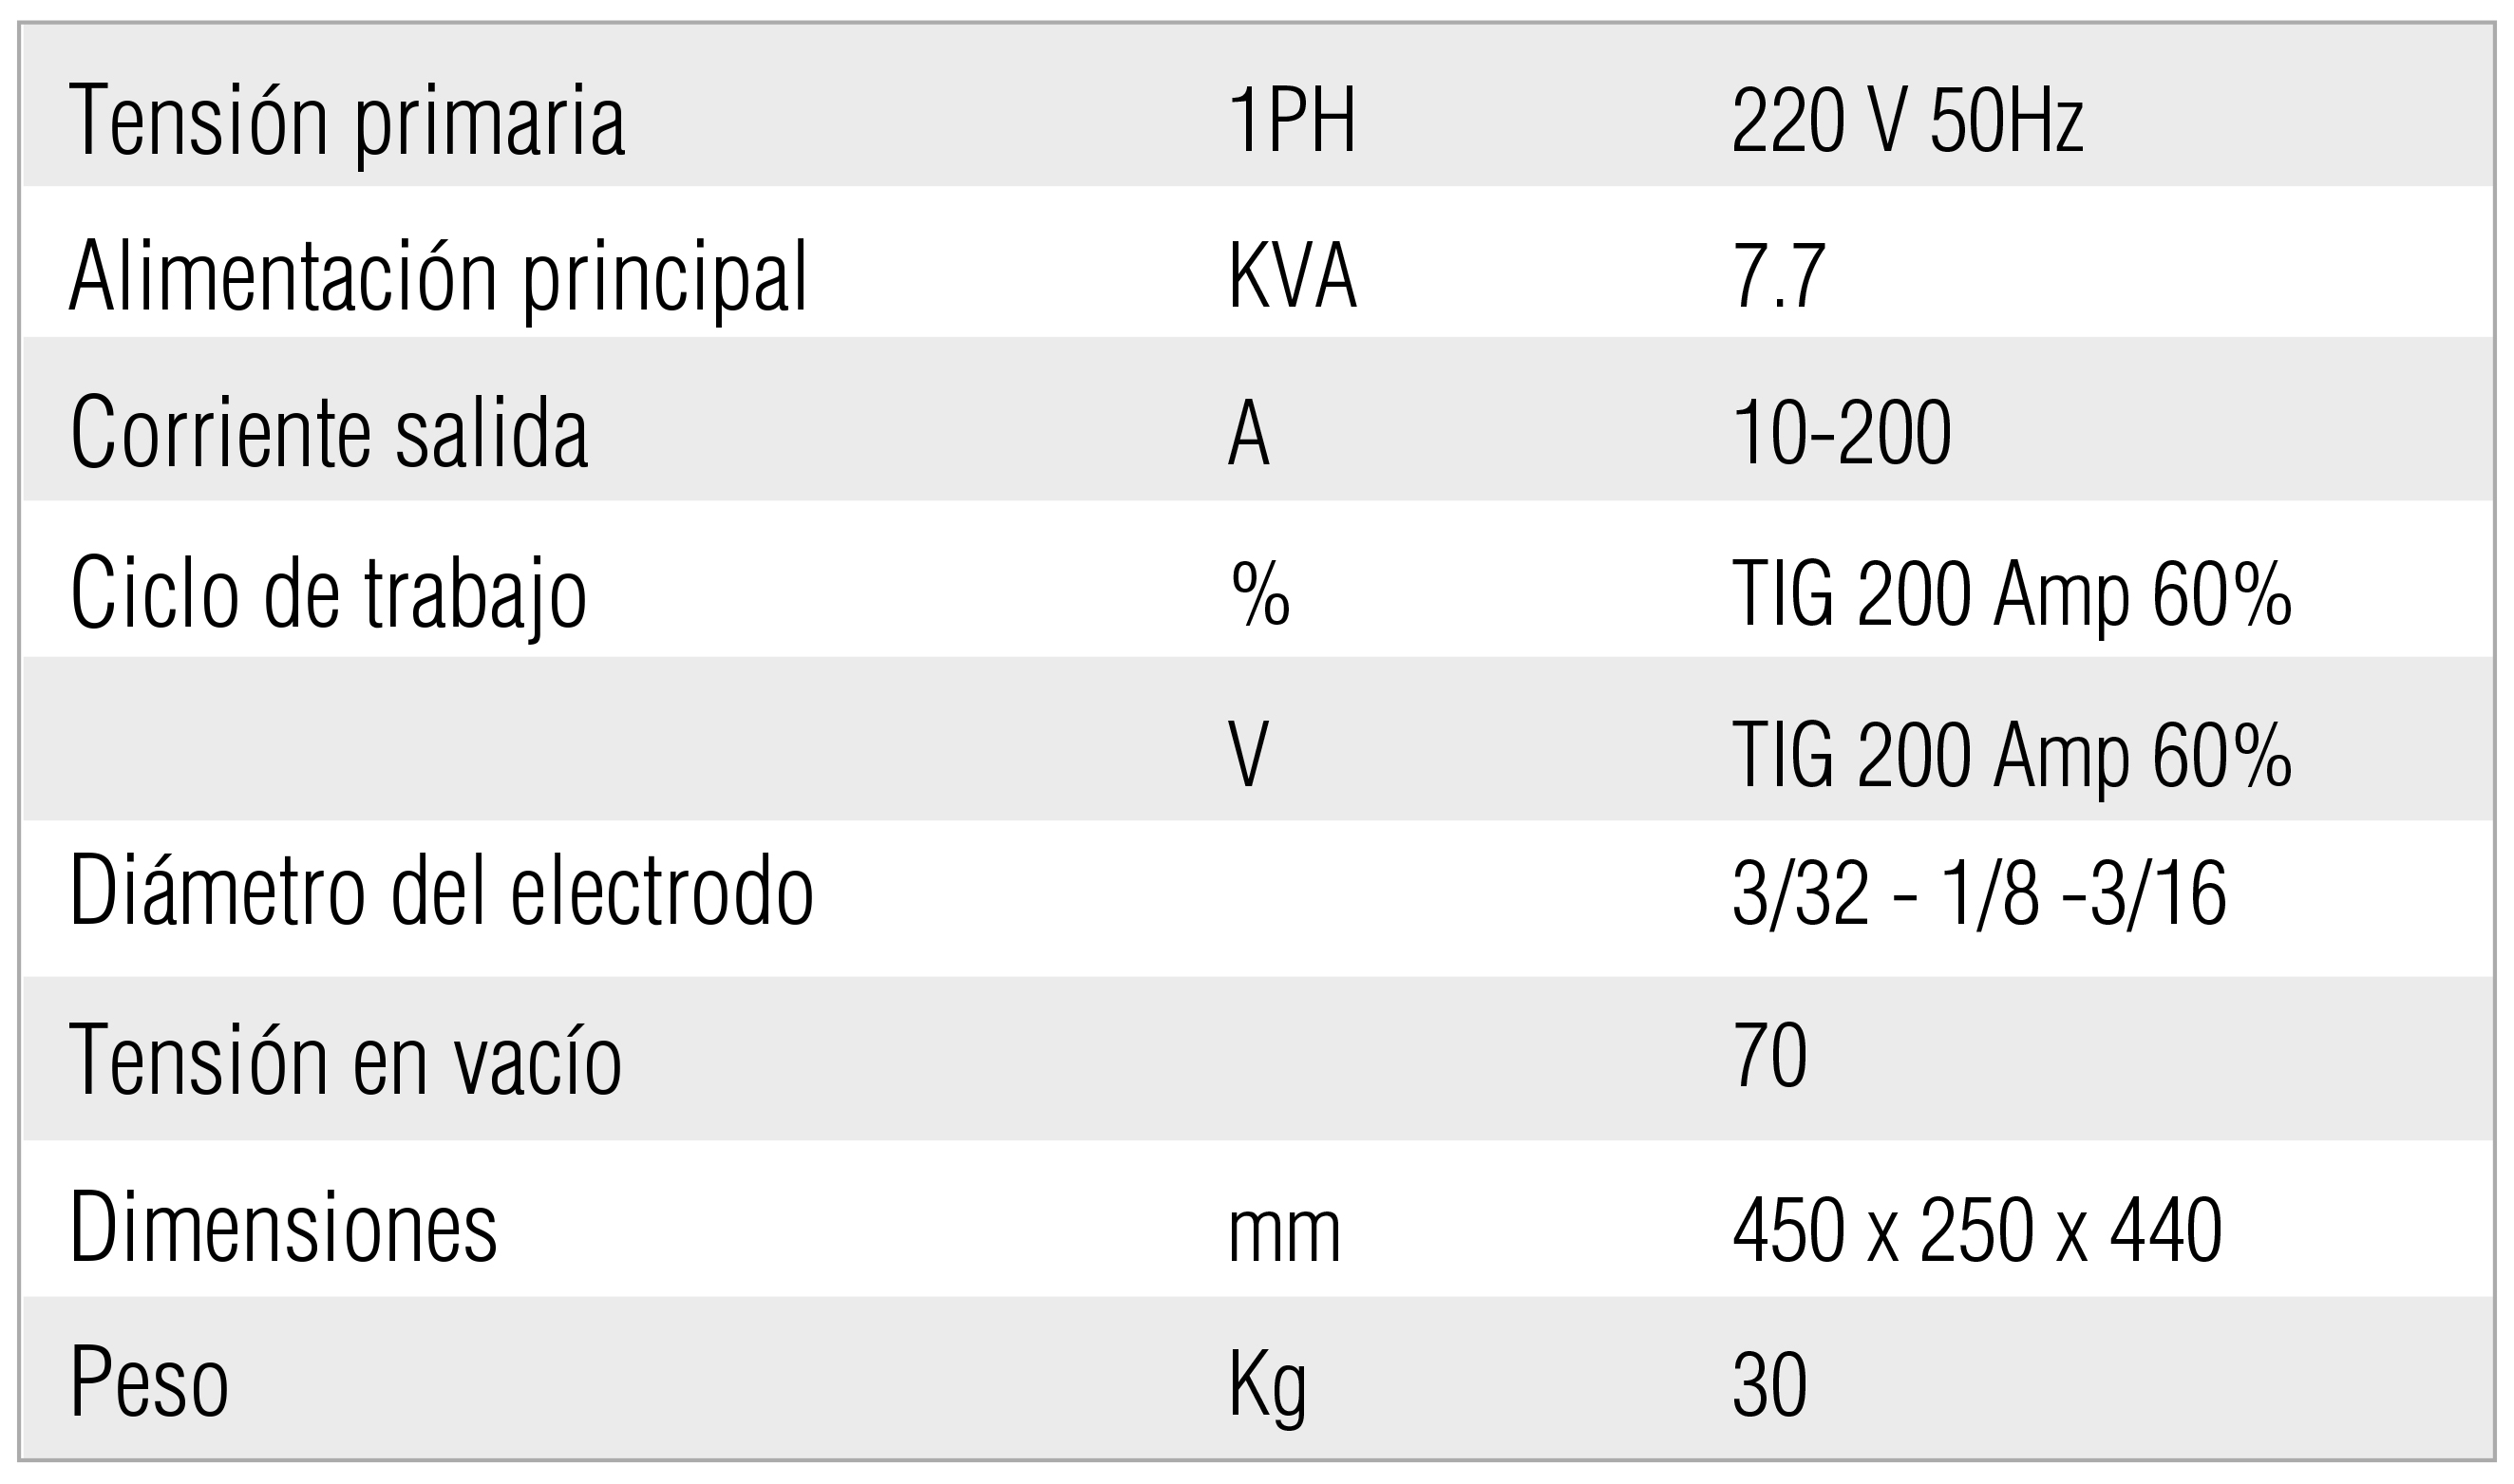 Tensión primaria 1PH 220 V 50Hz
Alimentación principal KVA 7.7
Corriente salida A 10-200
Ciclo de trabajo % TIG 200 Amp 60%
V TIG 200 Amp 60%
Diámetro del electrodo 3/32 - 1/8 -3/16
Tensión en vacío 70
Dimensiones mm 450 x 250 x 440
Peso Kg 30